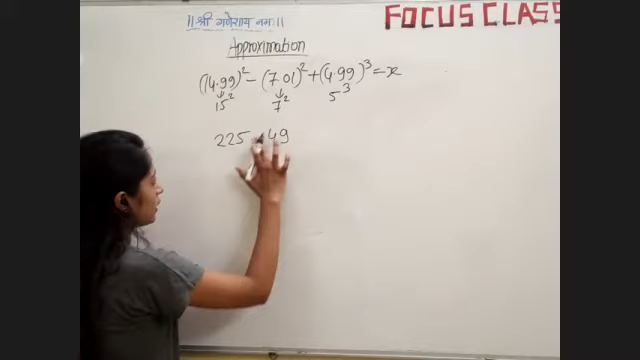 ॥ श्री गणेशाय नमः ॥
FOCUS CLASS
Approximation
(14.99)² - (7.01)² + (4.99)³ = x
↓ 15² ↓ 7² 5³
225 - 49